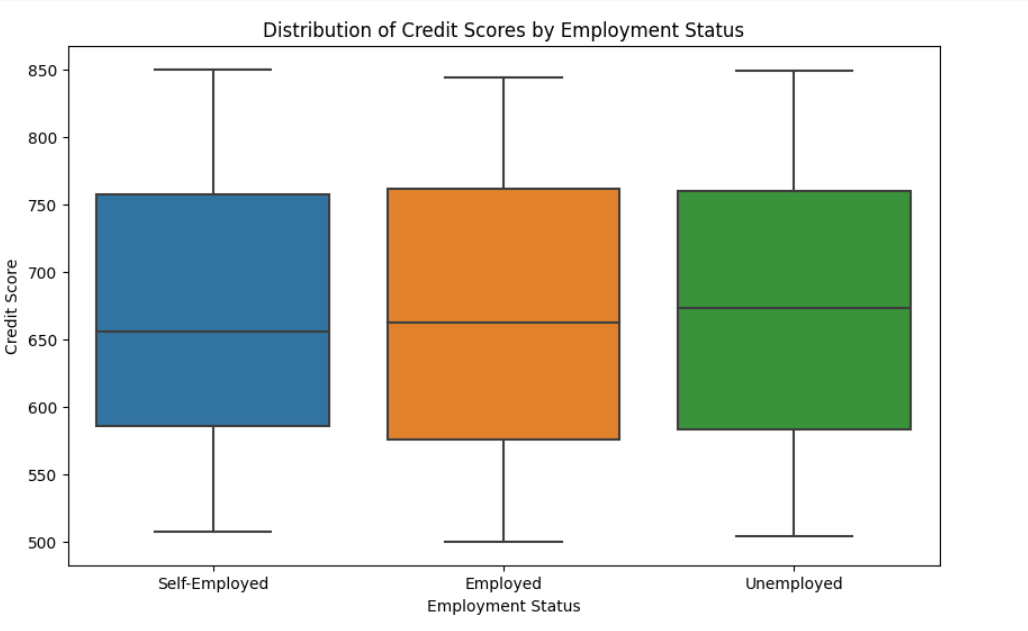 Distribution of Credit Scores by Employment Status
850
800
750
700
650
600
550
500
Credit Score
Self-Employed
Employed
Unemployed
Employment Status